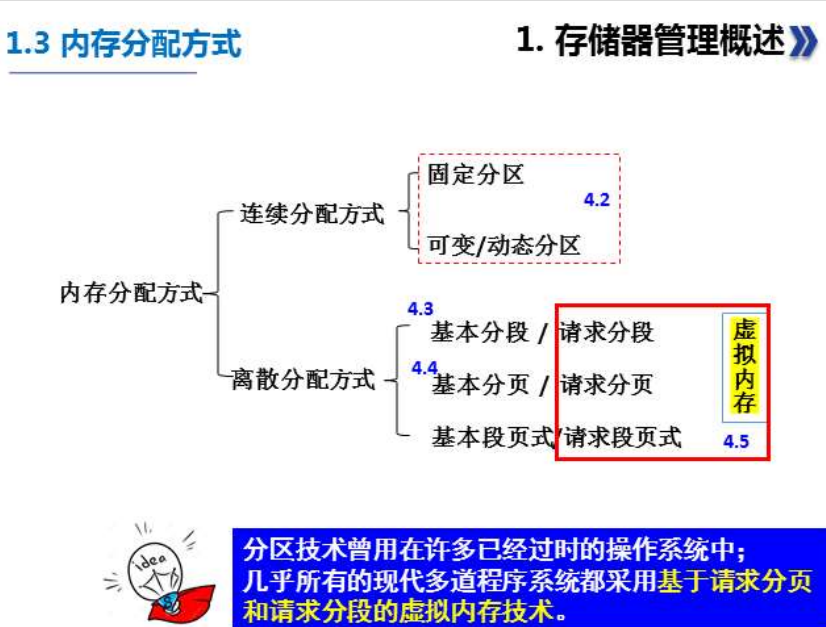 1.3 内存分配方式
1. 存储器管理概述
固定分区
4.2
连续分配方式
可变/动态分区
内存分配方式
4.3
基本分段 / 请求分段
虚拟内存
4.4
离散分配方式
基本分页 / 请求分页
基本段页式/请求段页式
4.5
idea
分区技术曾用在许多已经过时的操作系统中；
几乎所有的现代多道程序系统都采用基于请求分页
和请求分段的虚拟内存技术。